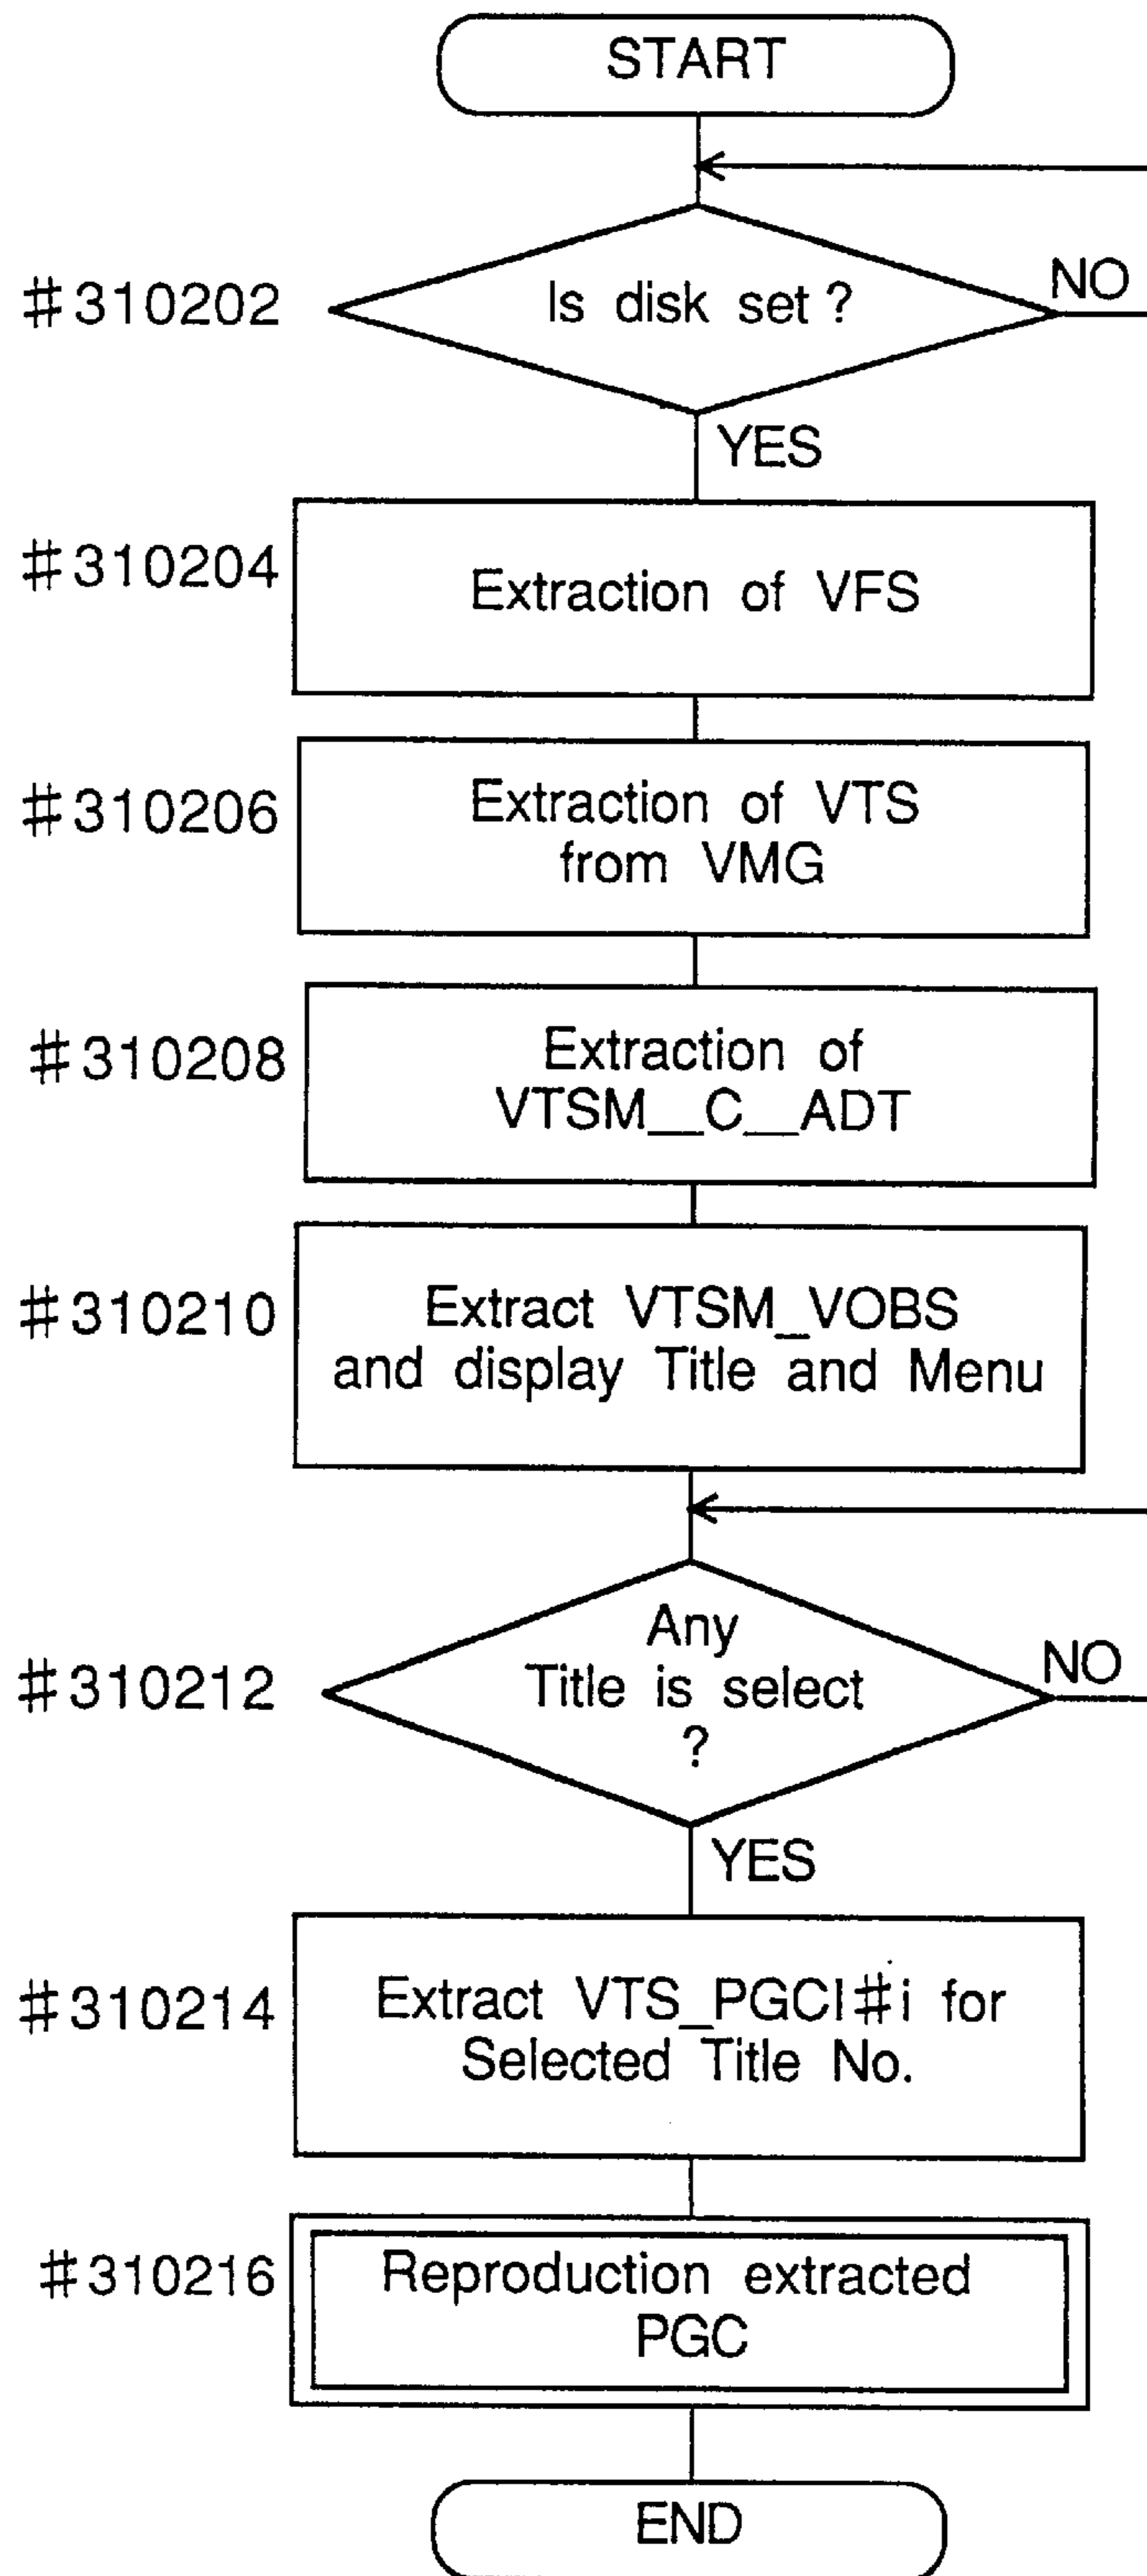 START
#310202
Is disk set ?
NO
YES
#310204
Extraction of VFS
#310206
Extraction of VTS
from VMG
#310208
Extraction of
VTSM__C__ADT
#310210
Extract VTSM_VOBS
and display Title and Menu
#310212
Any
Title is select
?
NO
YES
#310214
Extract VTS_PGCI#i for
Selected Title No.
#310216
Reproduction extracted
PGC
END